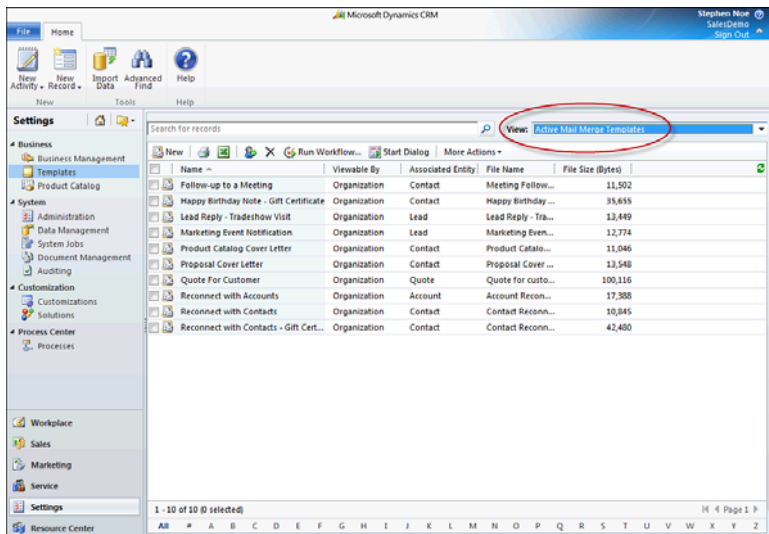 Microsoft Dynamics CRM
Stephen Noe
SalesDemo
Sign Out
File
Home
New Activity
New Record
Import Data
Advanced Find
Help
New
Tools
Help
Settings
Search for records
View: Active Mail Merge Templates
Business
Business Management
Templates
Product Catalog
System
Administration
Data Management
System Jobs
Document Management
Auditing
Customization
Customizations
Solutions
Process Center
Processes
Workplace
Sales
Marketing
Service
Settings
Resource Center
New Run Workflow... Start Dialog More Actions
Name Viewable By Associated Entity File Name File Size (Bytes)
Follow-up to a Meeting Organization Contact Meeting Follow... 11,502
Happy Birthday Note - Gift Certificate Organization Contact Happy Birthday ... 35,655
Lead Reply - Tradeshow Visit Organization Lead Lead Reply - Tra... 13,449
Marketing Event Notification Organization Lead Marketing Even... 12,774
Product Catalog Cover Letter Organization Contact Product Catalo... 11,046
Proposal Cover Letter Organization Contact Proposal Cover ... 13,548
Quote For Customer Organization Quote Quote for custo... 100,116
Reconnect with Accounts Organization Account Account Recon... 17,388
Reconnect with Contacts Organization Contact Contact Reconn... 10,845
Reconnect with Contacts - Gift Cert... Organization Contact Contact Reconn... 42,480
1 - 10 of 10 (0 selected)
Page 1
All # A B C D E F G H I J K L M N O P Q R S T U V W X Y Z